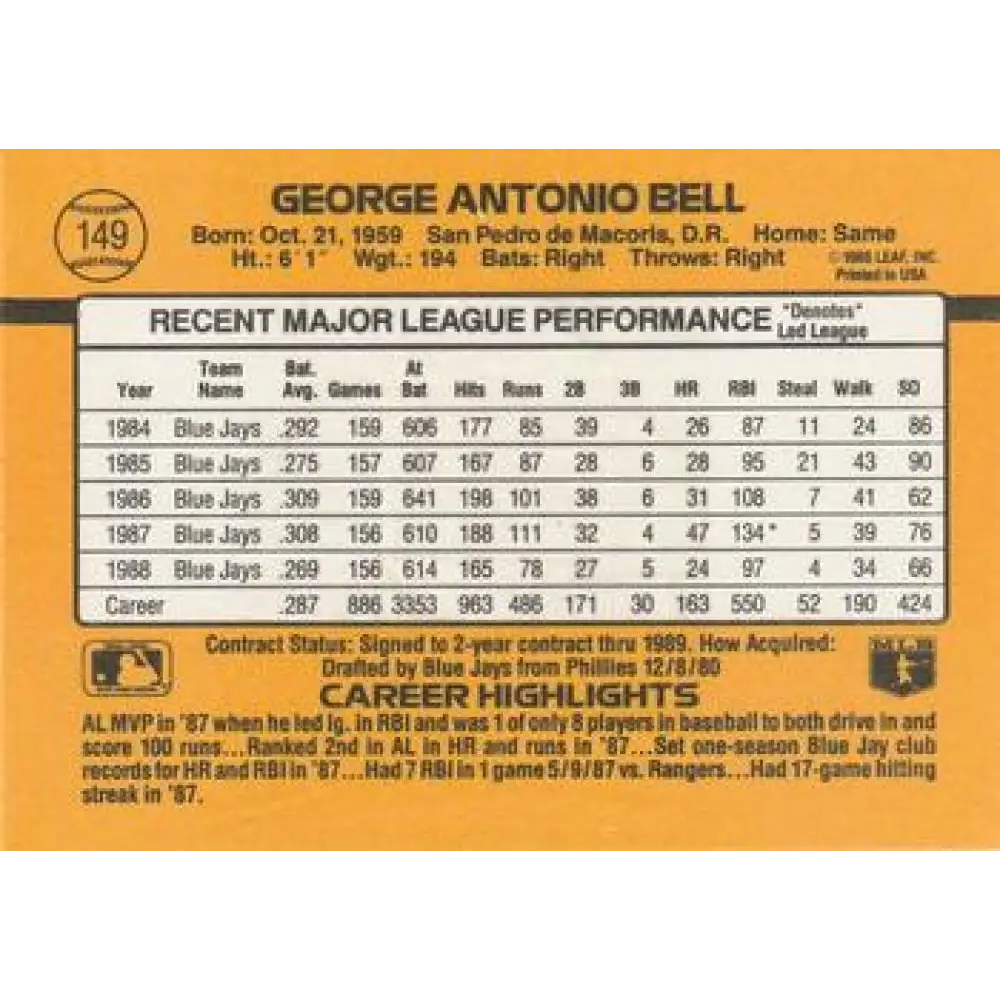 GEORGE ANTONIO BELL
149
Born: Oct. 21, 1959 San Pedro de Macoris, D.R. Home: Same
Ht.: 6'1" Wgt.: 194 Bats: Right Throws: Right
LEAF, INC.
Printed in USA
RECENT MAJOR LEAGUE PERFORMANCE "Denotes" Led League
Year Team Name Bat. Avg. Games At Bat Hits Runs 2B 3B HR RBI Steal Walk SO
1984 Blue Jays .292 159 606 177 85 39 4 26 87 11 24 86
1985 Blue Jays .275 157 607 167 87 28 6 28 95 21 43 90
1986 Blue Jays .309 159 641 198 101 38 6 31 108 7 41 62
1987 Blue Jays .308 156 610 188 111 32 4 47 134* 5 39 76
1988 Blue Jays .269 156 614 165 78 27 5 24 97 4 34 66
Career .287 886 3353 963 486 171 30 163 550 52 190 424
Contract Status: Signed to 2-year contract thru 1989. How Acquired:
Drafted by Blue Jays from Phillies 12/8/80
MLB
CAREER HIGHLIGHTS
AL MVP in '87 when he led lg. in RBI and was 1 of only 8 players in baseball to both drive in and
score 100 runs...Ranked 2nd in AL in HR and runs in '87...Set one-season Blue Jay club
records for HR and RBI in '87...Had 7 RBI in 1 game 5/9/87 vs. Rangers...Had 17-game hitting
streak in '87.